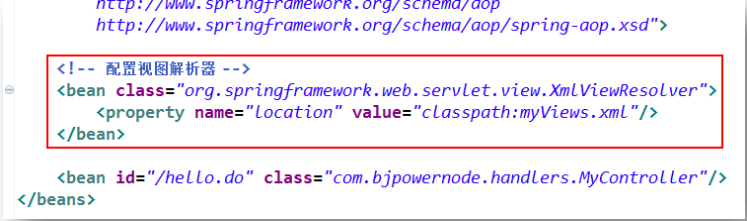 http://www.springframework.org/schema/aop
http://www.springframework.org/schema/aop/spring-aop.xsd">
<!-- 配置视图解析器 -->
<bean class="org.springframework.web.servlet.view.XmlViewResolver">
<property name="location" value="classpath:myViews.xml"/>
</bean>
<bean id="/hello.do" class="com.bjpowernode.handlers.MyController"/>
</beans>